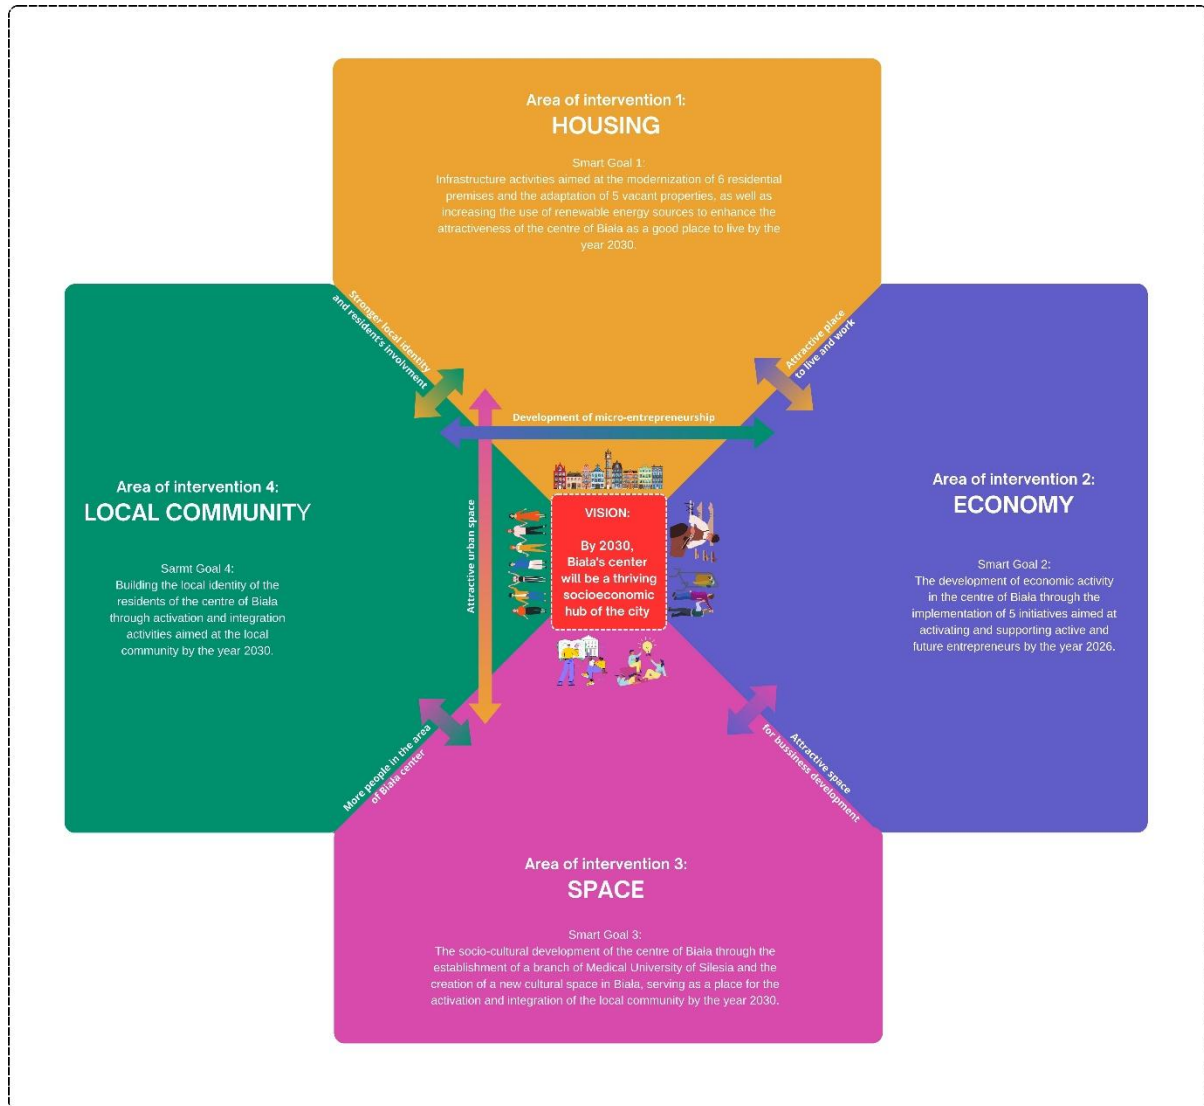 Area of intervention 1:
HOUSING
Smart Goal 1:
Infrastructure activities aimed at the modernization of 6 residential
premises and the adaptation of 5 vacant properties, as well as
increasing the use of renewable energy sources to enhance the
attractiveness of the centre of Biała as a good place to live by the
year 2030.
Stronger local identity
and resident's involvment
Attractive place
to live and work
Development of micro-entrepreneurship
Area of intervention 4:
LOCAL COMMUNITY
Sarmt Goal 4:
Building the local identity of the
residents of the centre of Biała
through activation and integration
activities aimed at the local
community by the year 2030.
Attractive urban space
VISION:
By 2030,
Biala's center
will be a thriving
socioeconomic
hub of the city
Area of intervention 2:
ECONOMY
Smart Goal 2:
The development of economic activity
in the centre of Biała through the
implementation of 5 initiatives aimed at
activating and supporting active and
future entrepreneurs by the year 2026.
More people in the area
of Biała center
Attractive space
for bussiness development
Area of intervention 3:
SPACE
Smart Goal 3:
The socio-cultural development of the centre of Biała through the
establishment of a branch of Medical University of Silesia and the
creation of a new cultural space in Biała, serving as a place for the
activation and integration of the local community by the year 2030.